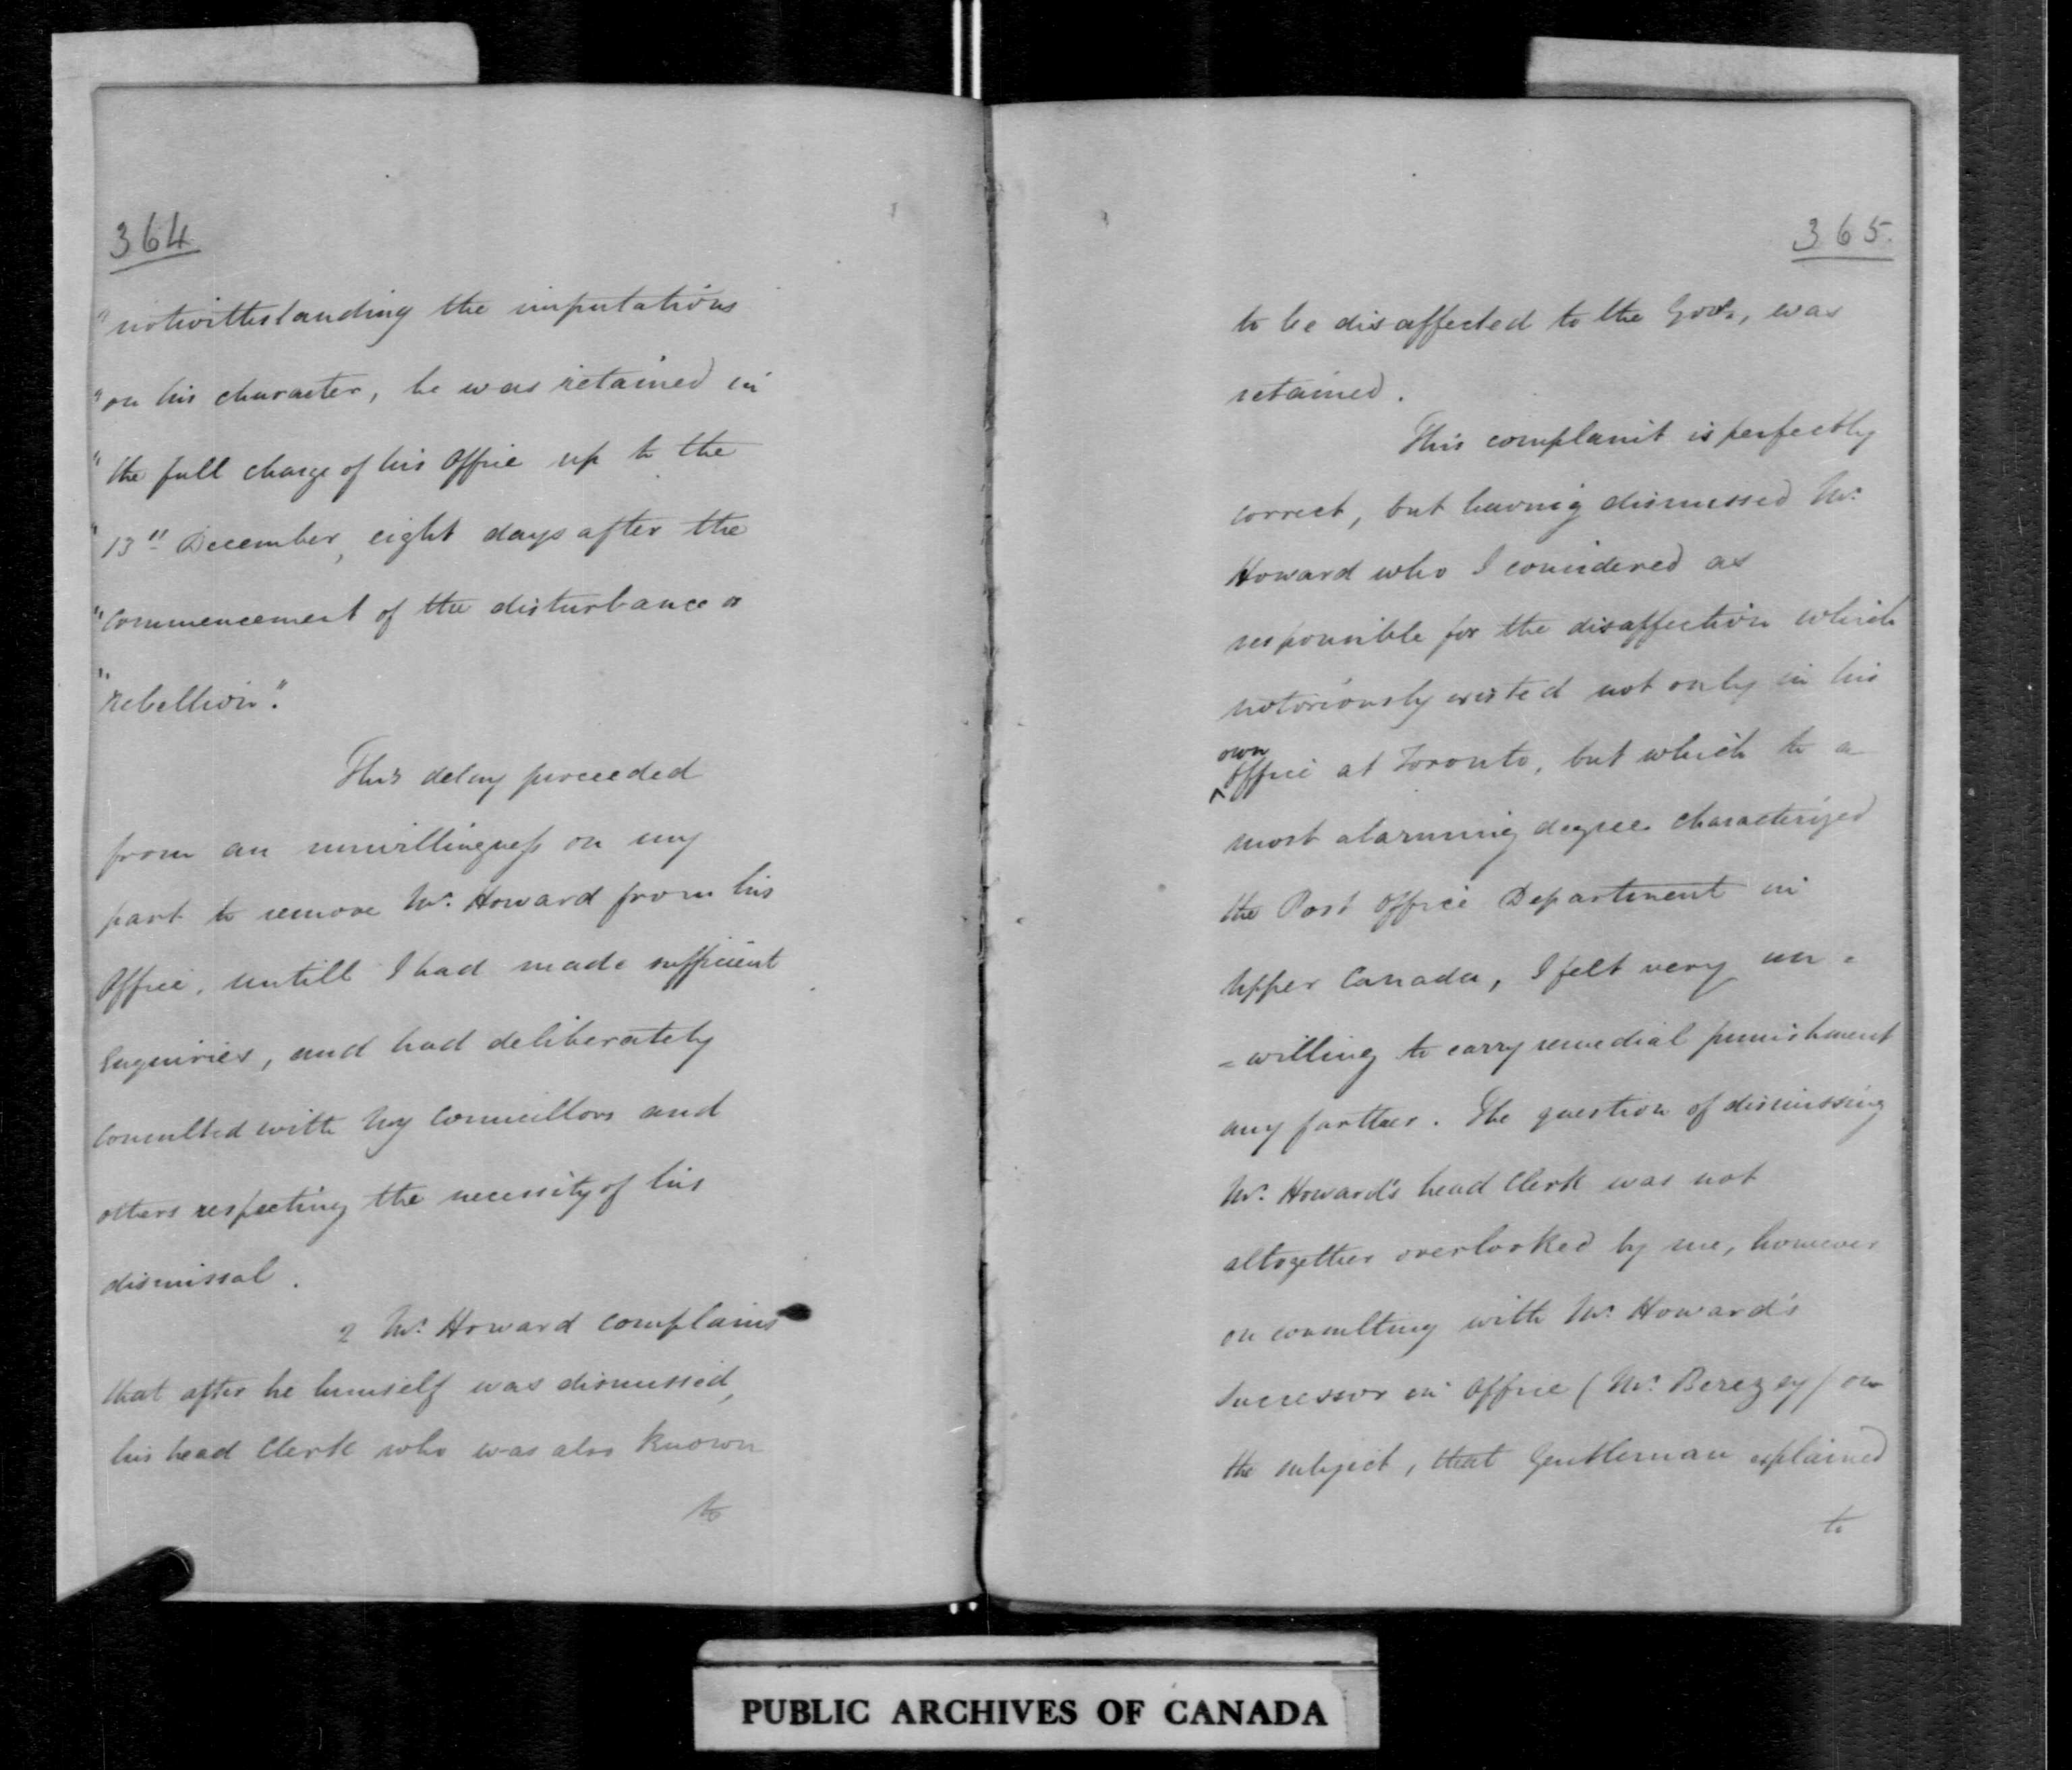 364
"notwithstanding the imputations
"on his character, he was retained in
"the full charge of his Office up to the
"13" December, eight days after the
"commencement of the disturbance or
"rebellion".
This delay proceeded
from an unwillingness on my
part to remove Mr. Howard from his
Office, untill I had made sufficient
Enquiries, and had deliberately
consulted with my Councillors and
others respecting the necessity of his
dismissal.
2 Mr. Howard complains
that after he himself was dismissed,
his head Clerk who was also known
to
365.
to be disaffected to the Govt., was
retained.
This complaint is perfectly
correct, but having dismissed Mr.
Howard who I considered as
responsible for the disaffection which
notoriously existed not only in his
own
^Office at Toronto, but which to a
most alarming degree characterized
the Post Office Department in
Upper Canada, I felt very un=
=willing to carry remedial punishment
any farther. The question of dismissing
Mr. Howard's head Clerk was not
altogether overlooked by me, however
on consulting with Mr. Howard's
Successor in Office (Mr. Berczy) on
the subject, that Gentleman explained
to
PUBLIC ARCHIVES OF CANADA